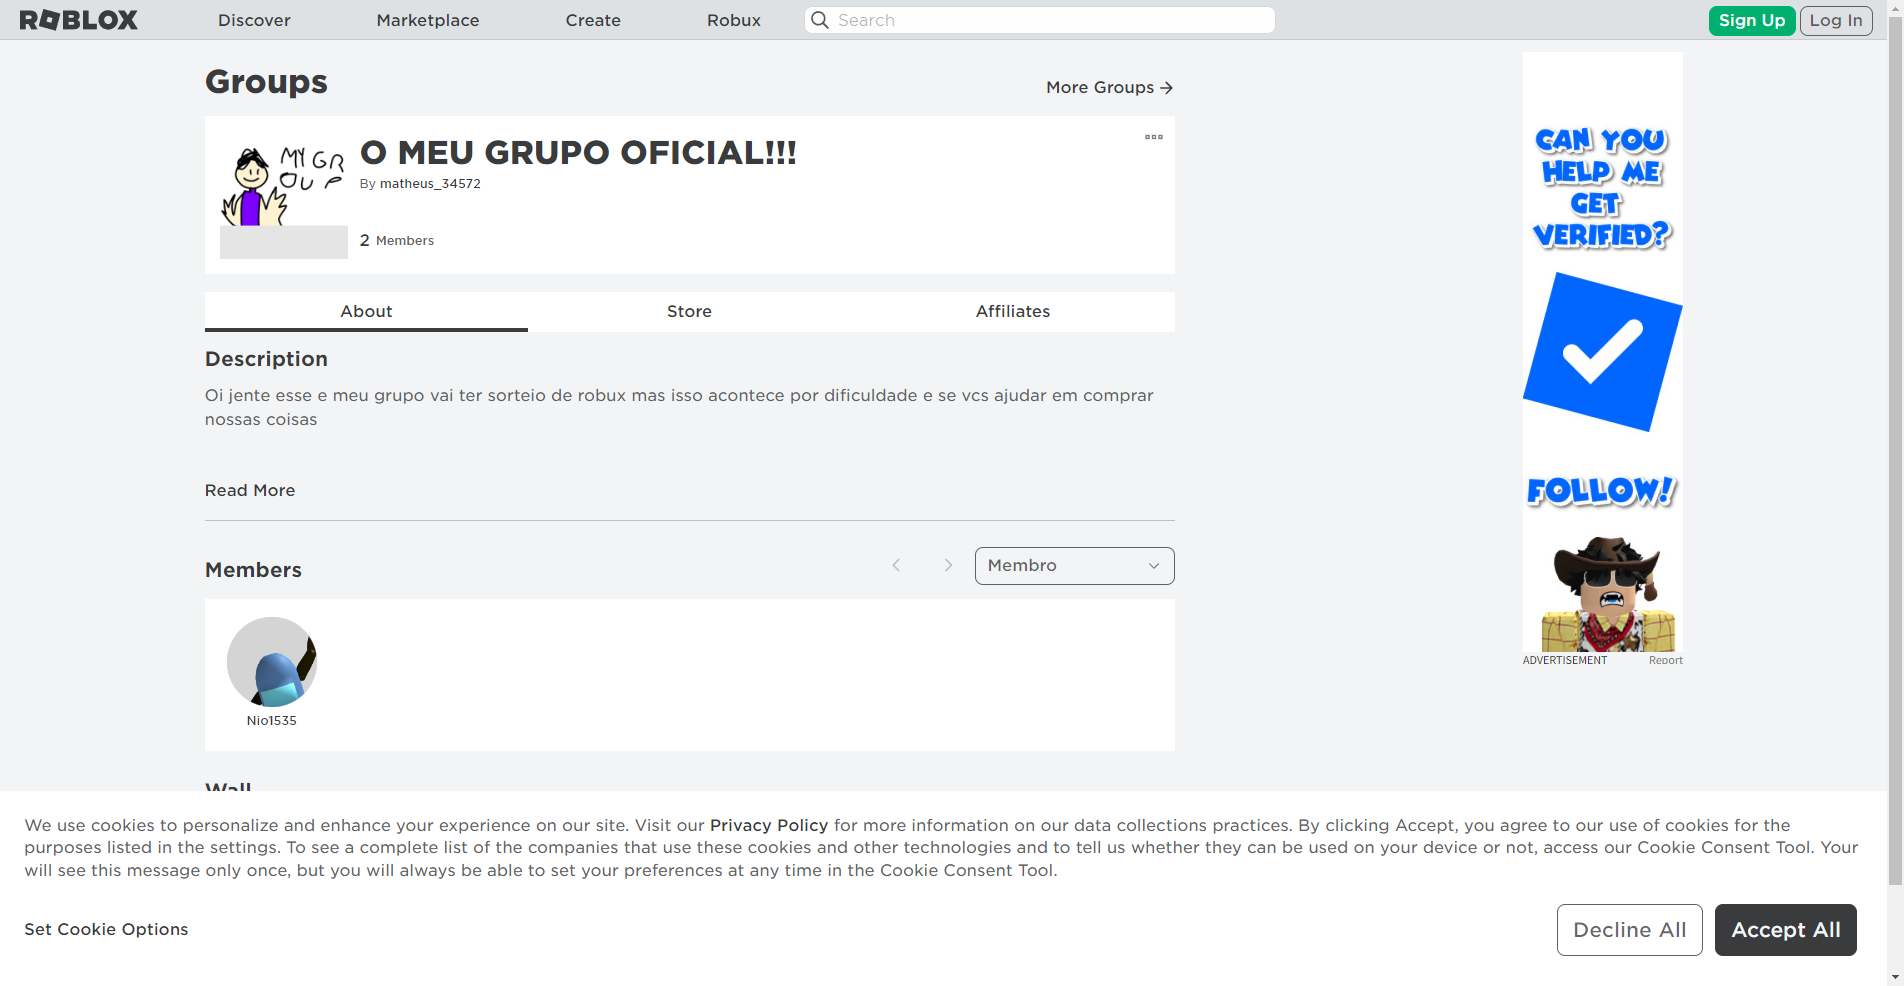 ROBLOX Discover Marketplace Create Robux Search Sign Up Log In
Groups
More Groups
MY GR
OUP
O MEU GRUPO OFICIAL!!!
By matheus_34572
2 Members
About Store Affiliates
Description
Oi jente esse e meu grupo vai ter sorteio de robux mas isso acontece por dificuldade e se vcs ajudar em comprar
nossas coisas
Read More
Members
Membro
Nio1535
Wall
CAN YOU
HELP ME
GET
VERIFIED?
FOLLOW!
ADVERTISEMENT Report
We use cookies to personalize and enhance your experience on our site. Visit our Privacy Policy for more information on our data collections practices. By clicking Accept, you agree to our use of cookies for the
purposes listed in the settings. To see a complete list of the companies that use these cookies and other technologies and to tell us whether they can be used on your device or not, access our Cookie Consent Tool. Your
will see this message only once, but you will always be able to set your preferences at any time in the Cookie Consent Tool.
Set Cookie Options
Decline All
Accept All